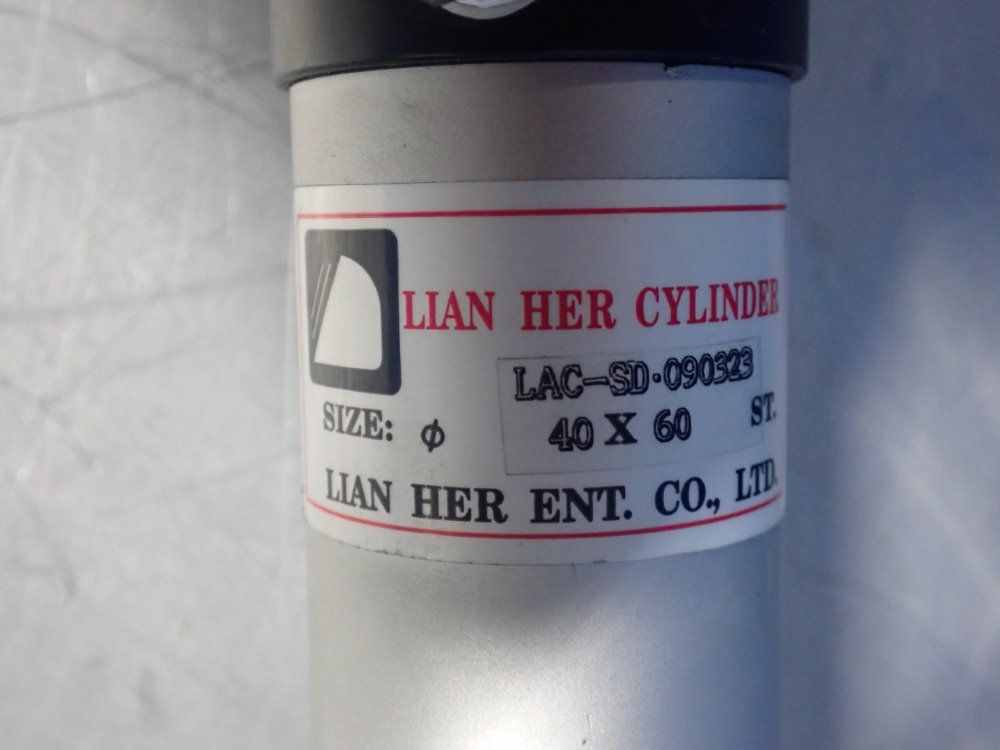 LIAN HER CYLINDER
LAC-SD·090323
SIZE: ϕ 40 X 60 ST.
LIAN HER ENT. CO., LTD.